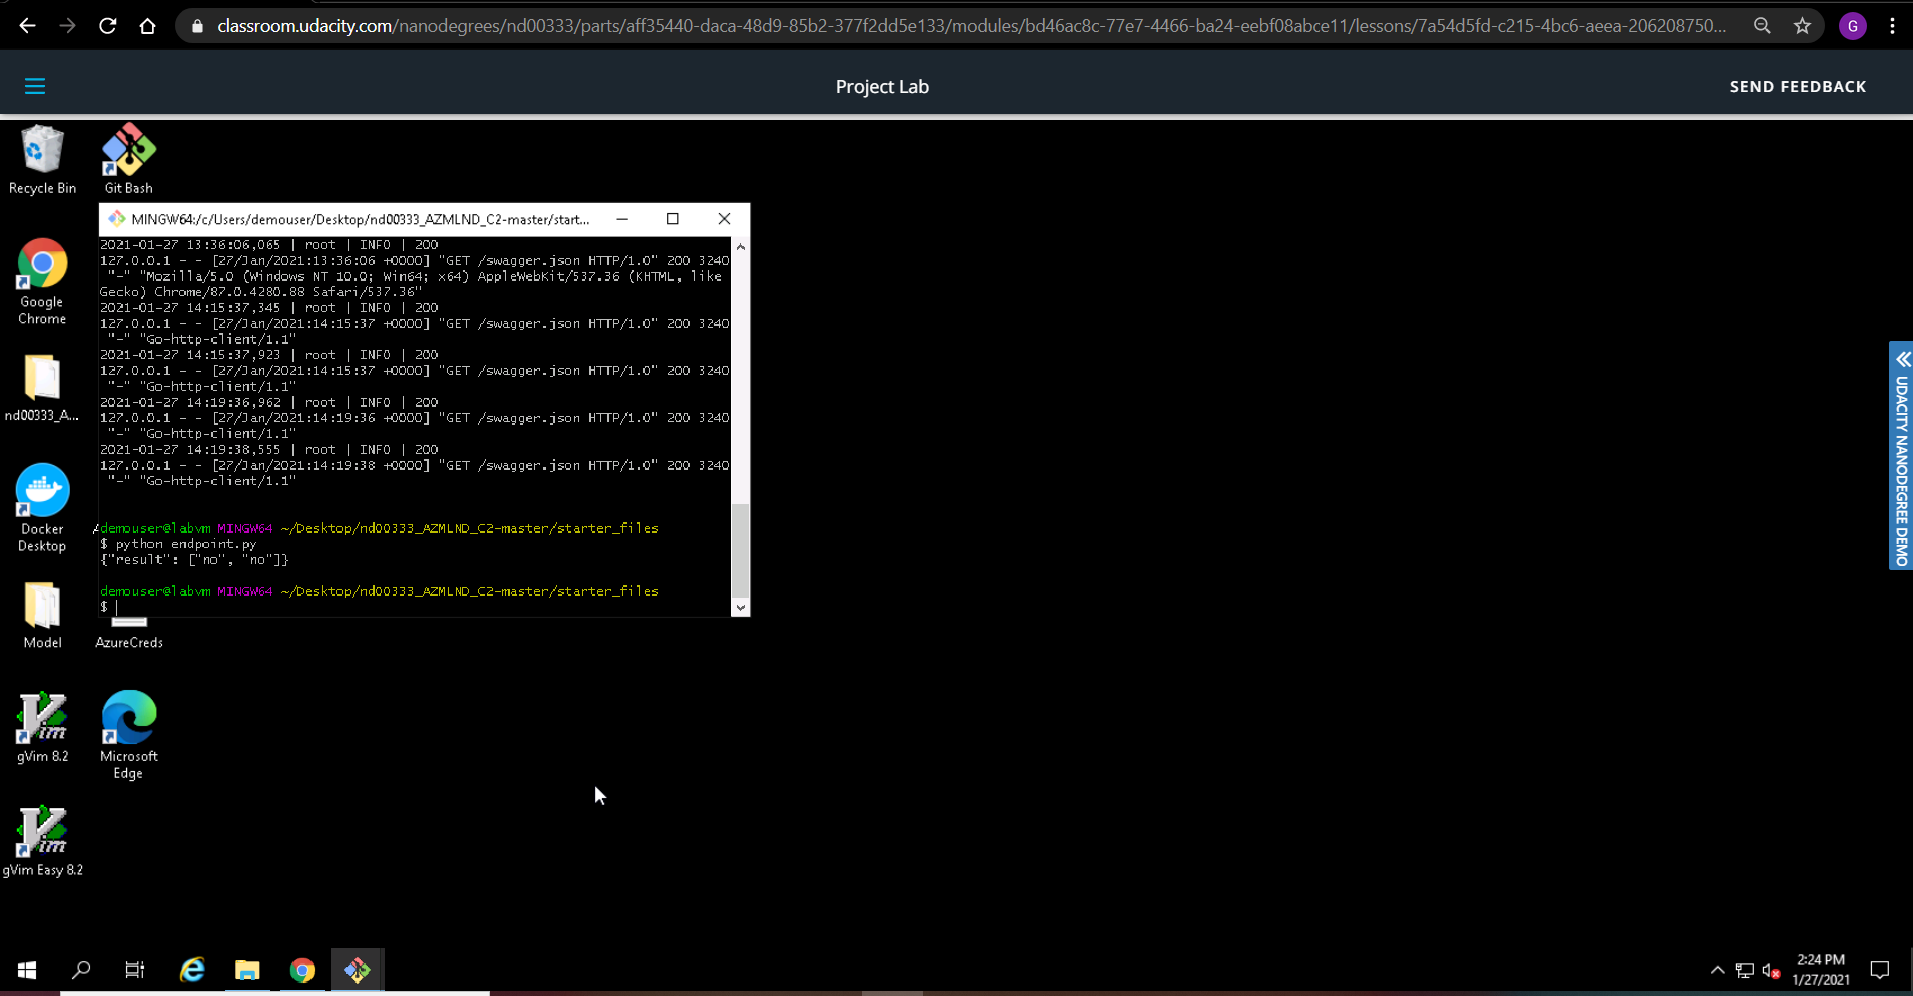 classroom.udacity.com/nanodegrees/nd00333/parts/aff35440-daca-48d9-85b2-377f2dd5e133/modules/bd46ac8c-77e7-4466-ba24-eebf08abce11/lessons/7a54d5fd-c215-4bc6-aeea-206208750...
G
Project Lab
SEND FEEDBACK
Recycle Bin
Git Bash
MINGW64:/c/Users/demouser/Desktop/nd00333_AZMLND_C2-master/start...
2021-01-27 13:36:06,065 | root | INFO | 200
127.0.0.1 - - [27/Jan/2021:13:36:06 +0000] "GET /swagger.json HTTP/1.0" 200 3240
"-" "Mozilla/5.0 (Windows NT 10.0; Win64; x64) AppleWebKit/537.36 (KHTML, like
Gecko) Chrome/87.0.4280.88 Safari/537.36"
2021-01-27 14:15:37,345 | root | INFO | 200
127.0.0.1 - - [27/Jan/2021:14:15:37 +0000] "GET /swagger.json HTTP/1.0" 200 3240
"-" "Go-http-client/1.1"
2021-01-27 14:15:37,923 | root | INFO | 200
127.0.0.1 - - [27/Jan/2021:14:15:37 +0000] "GET /swagger.json HTTP/1.0" 200 3240
"-" "Go-http-client/1.1"
2021-01-27 14:19:36,962 | root | INFO | 200
127.0.0.1 - - [27/Jan/2021:14:19:36 +0000] "GET /swagger.json HTTP/1.0" 200 3240
"-" "Go-http-client/1.1"
2021-01-27 14:19:38,555 | root | INFO | 200
127.0.0.1 - - [27/Jan/2021:14:19:38 +0000] "GET /swagger.json HTTP/1.0" 200 3240
"-" "Go-http-client/1.1"
demouser@labvm MINGW64 ~/Desktop/nd00333_AZMLND_C2-master/starter_files
$ python endpoint.py
{"result": ["no", "no"]}
demouser@labvm MINGW64 ~/Desktop/nd00333_AZMLND_C2-master/starter_files
$
Google
Chrome
nd00333_A...
Docker
Desktop
Model
AzureCreds
gVim 8.2
Microsoft
Edge
gVim Easy 8.2
UDACITY NANODEGREE DEMO
2:24 PM
1/27/2021